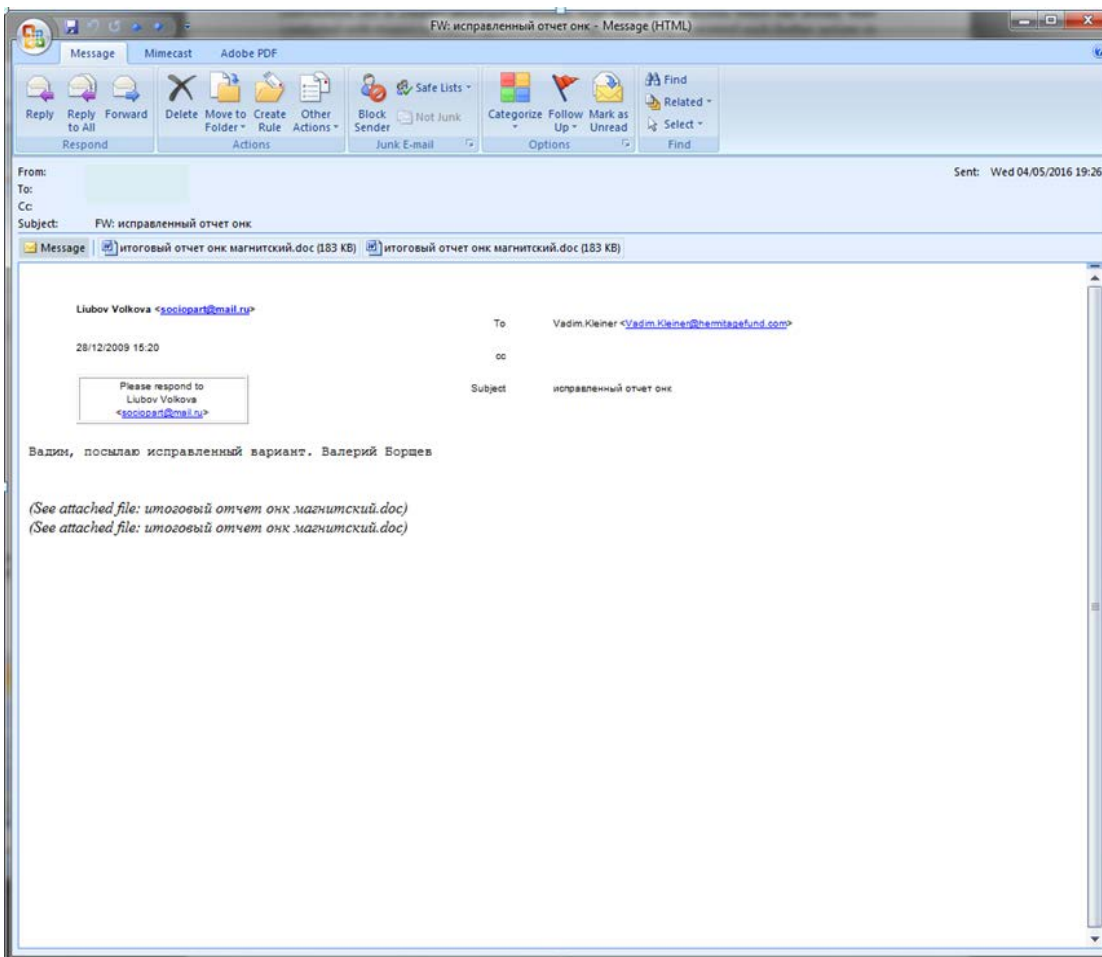 FW: исправленный отчет онк - Message (HTML)
Message Mimecast Adobe PDF
Reply Reply to All Forward Delete Move to Folder Create Rule Other Actions Block Sender Safe Lists Not Junk Categorize Follow Up Mark as Unread Find Related Select
Respond Actions Junk E-mail Options Find
From: Sent: Wed 04/05/2016 19:26
To:
Cc:
Subject: FW: исправленный отчет онк
Message итоговый отчет онк магнитский.doc (183 KB) итоговый отчет онк магнитский.doc (183 KB)
Liubov Volkova <sociopart@mail.ru>
To Vadim.Kleiner <Vadim.Kleiner@hermitagefund.com>
28/12/2009 15:20
cc
Please respond to
Liubov Volkova
<sociopart@mail.ru>
Subject исправленный отчет онк
Вадим, посылаю исправленный вариант. Валерий Борщев
(See attached file: итоговый отчет онк магнитский.doc)
(See attached file: итоговый отчет онк магнитский.doc)